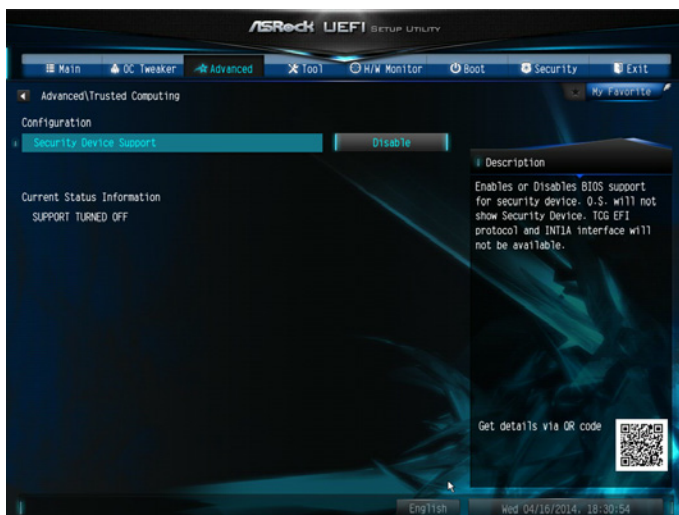 ASRock UEFI SETUP UTILITY
Main OC Tweaker Advanced Tool H/W Monitor Boot Security Exit
Advanced\Trusted Computing
My Favorite
Configuration
Security Device Support Disable
Current Status Information
SUPPORT TURNED OFF
Description
Enables or Disables BIOS support
for security device. O.S. will not
show Security Device. TCG EFI
protocol and INT1A interface will
not be available.
Get details via QR code
English Wed 04/16/2014. 18:30:54